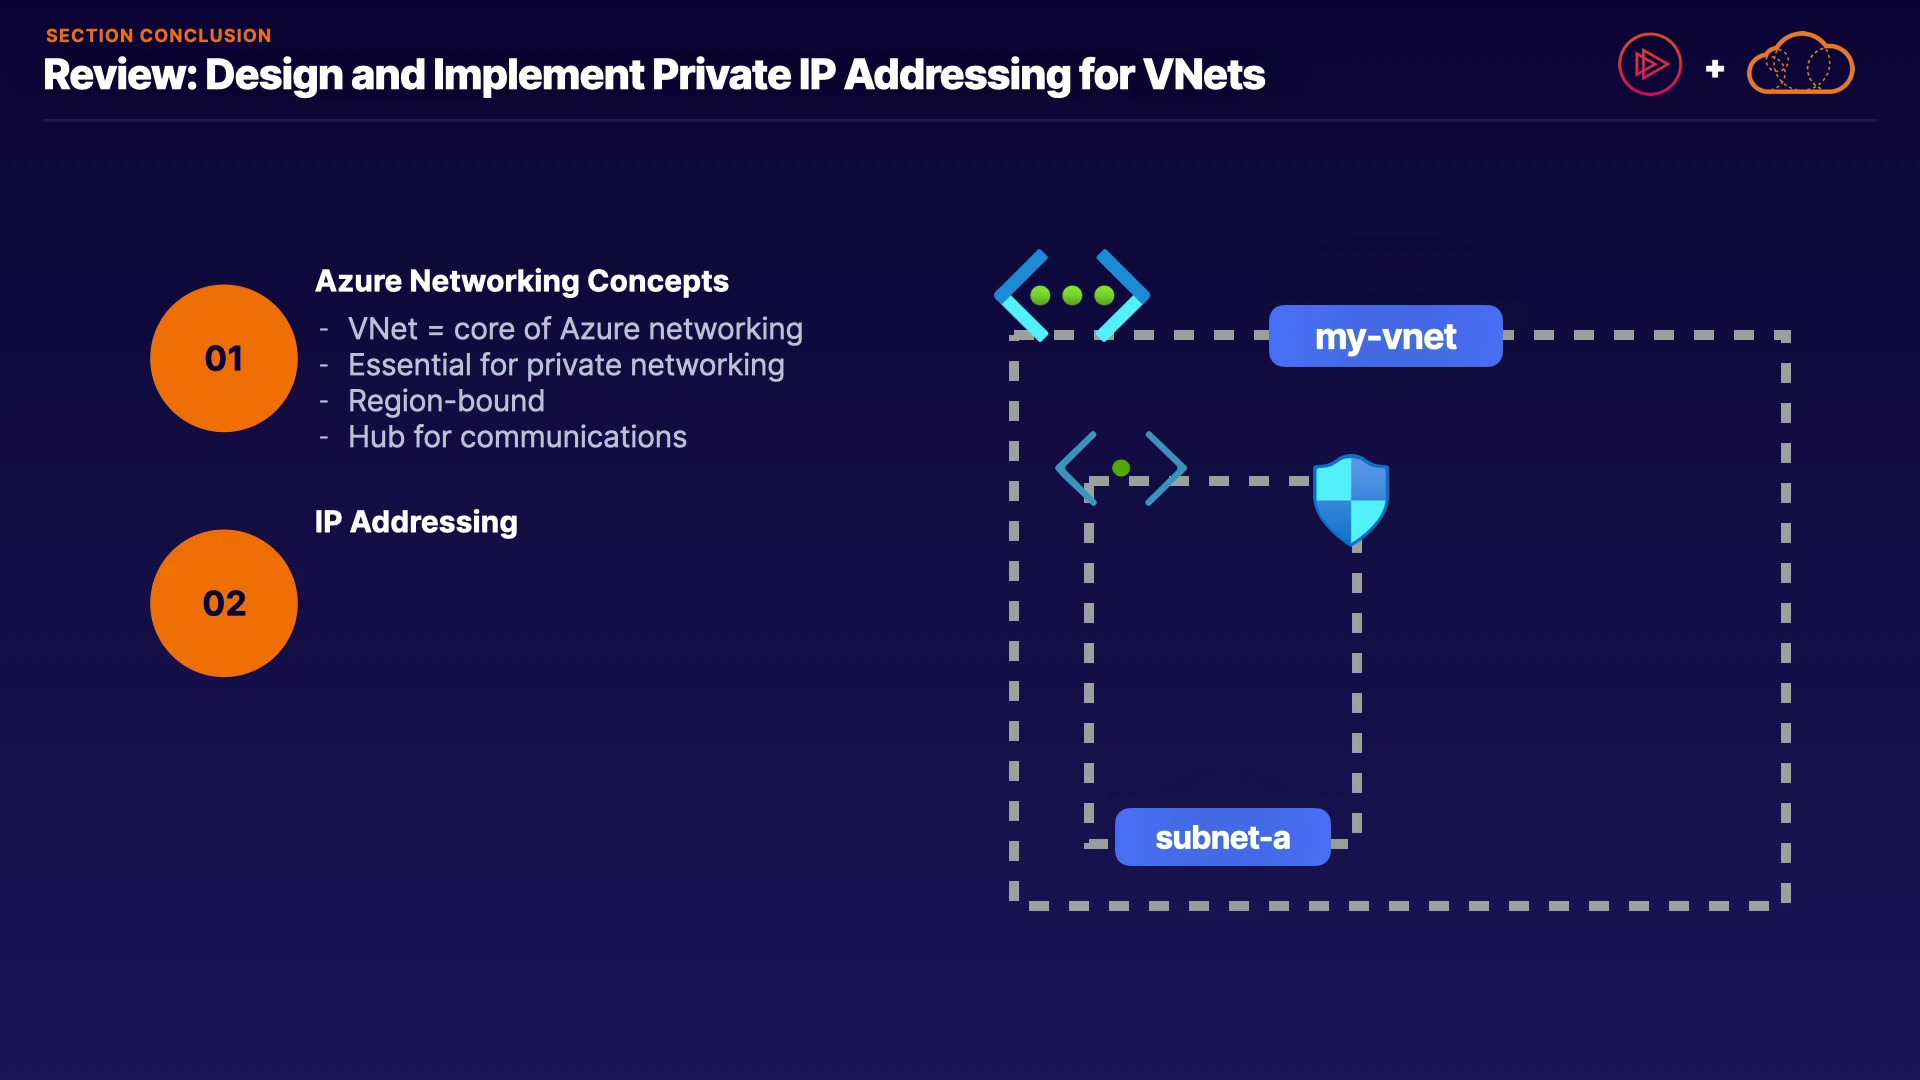 SECTION CONCLUSION
Review: Design and Implement Private IP Addressing for VNets
+
01
Azure Networking Concepts
- VNet = core of Azure networking
- Essential for private networking
- Region-bound
- Hub for communications
02
IP Addressing
my-vnet
subnet-a